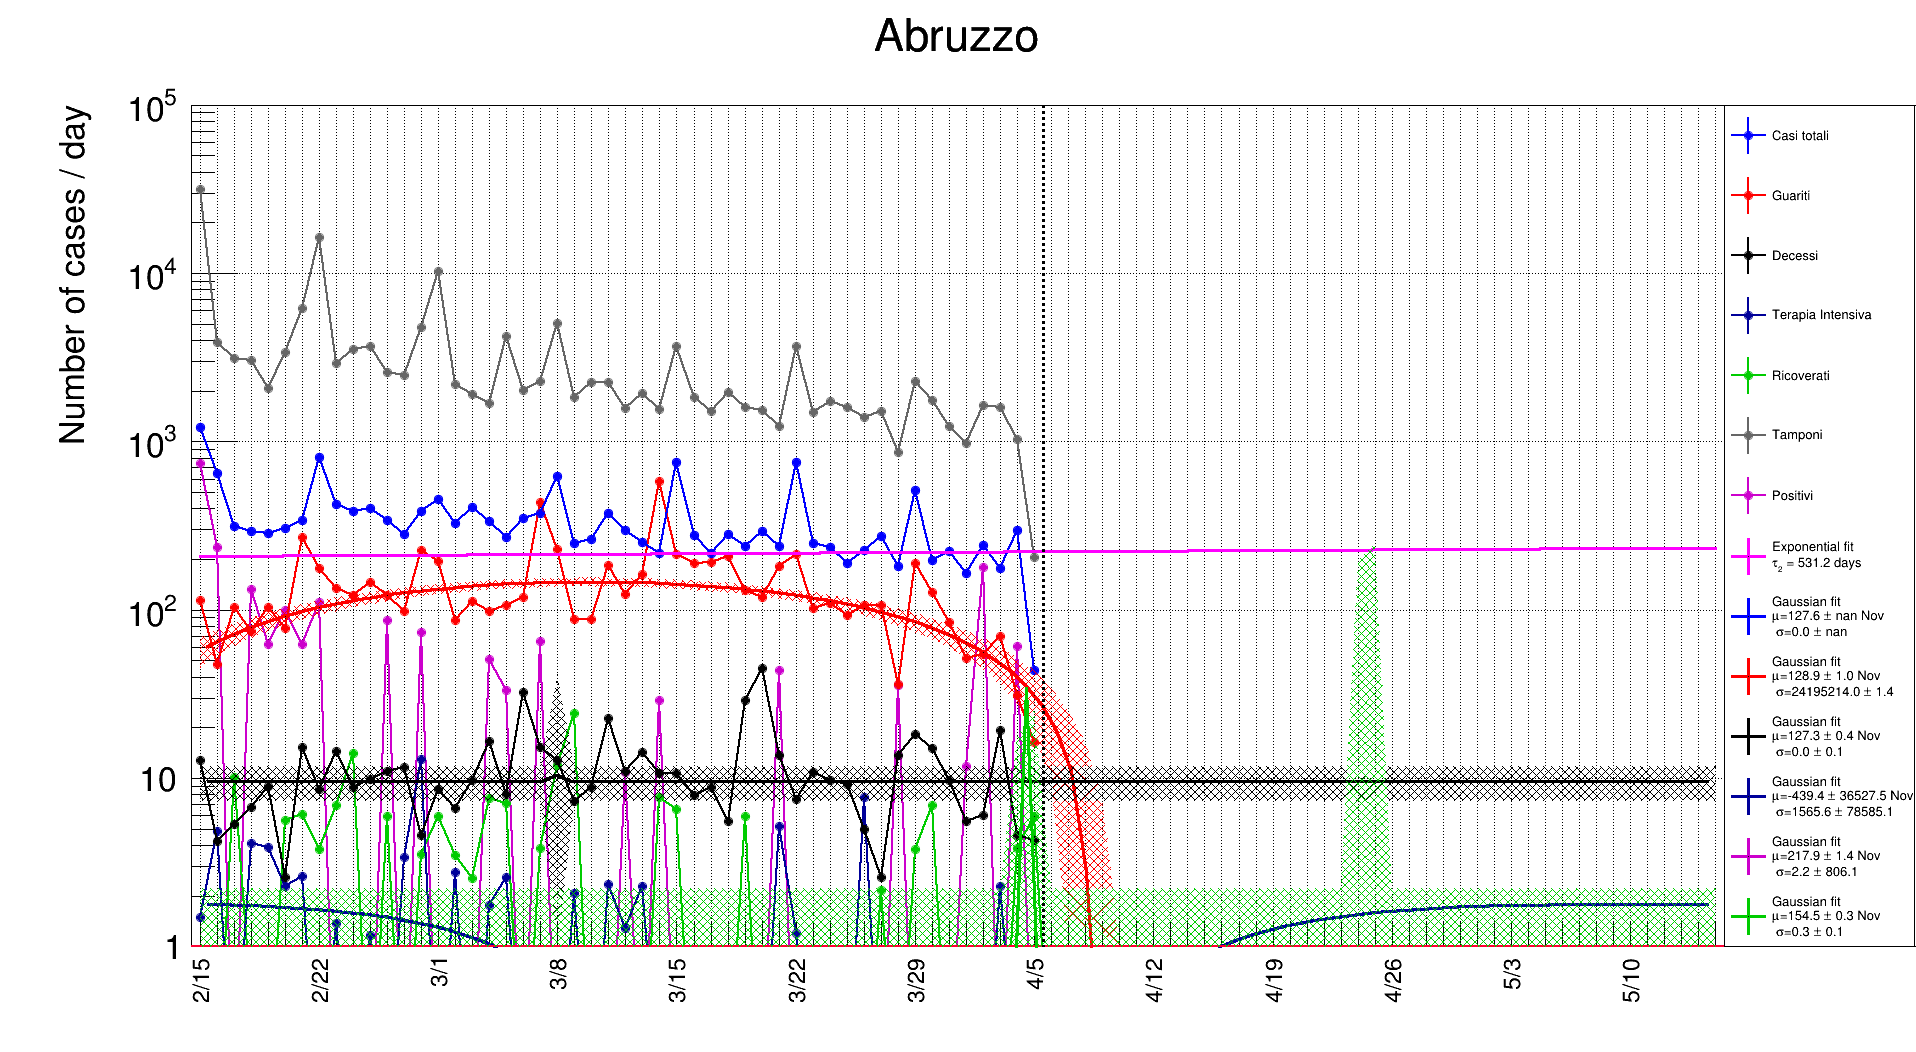 Abruzzo
Number of cases / day
10^5
10^4
10^3
10^2
10
1
2/15
2/22
3/1
3/8
3/15
3/22
3/29
4/5
4/12
4/19
4/26
5/3
5/10
Casi totali
Guariti
Decessi
Terapia Intensiva
Ricoverati
Tamponi
Positivi
Exponential fit
τ₂ = 531.2 days
Gaussian fit
μ=127.6 ± nan Nov
σ=0.0 ± nan
Gaussian fit
μ=128.9 ± 1.0 Nov
σ=24195214.0 ± 1.4
Gaussian fit
μ=127.3 ± 0.4 Nov
σ=0.0 ± 0.1
Gaussian fit
μ=-439.4 ± 36527.5 Nov
σ=1565.6 ± 78585.1
Gaussian fit
μ=217.9 ± 1.4 Nov
σ=2.2 ± 806.1
Gaussian fit
μ=154.5 ± 0.3 Nov
σ=0.3 ± 0.1